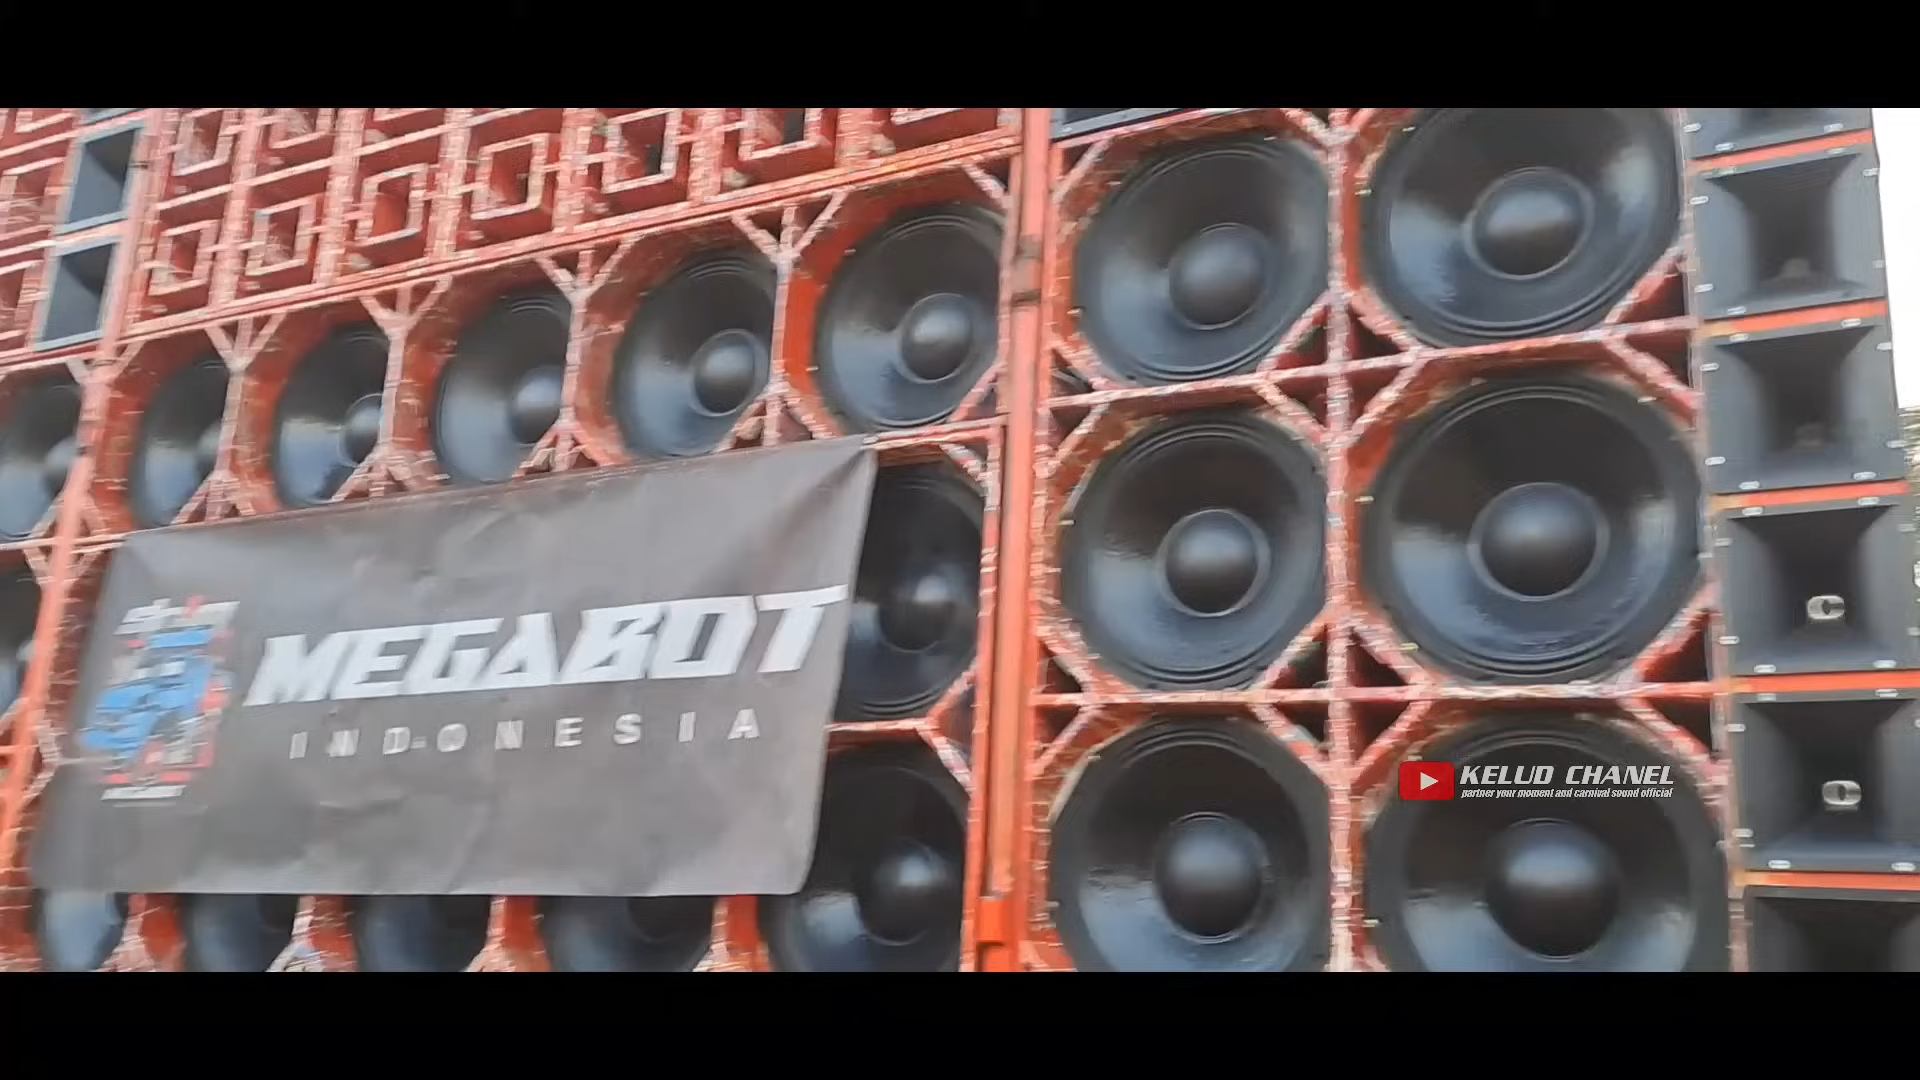 MEGABOT
INDONESIA
KELUD CHANEL
partner your moment and carnival sound official